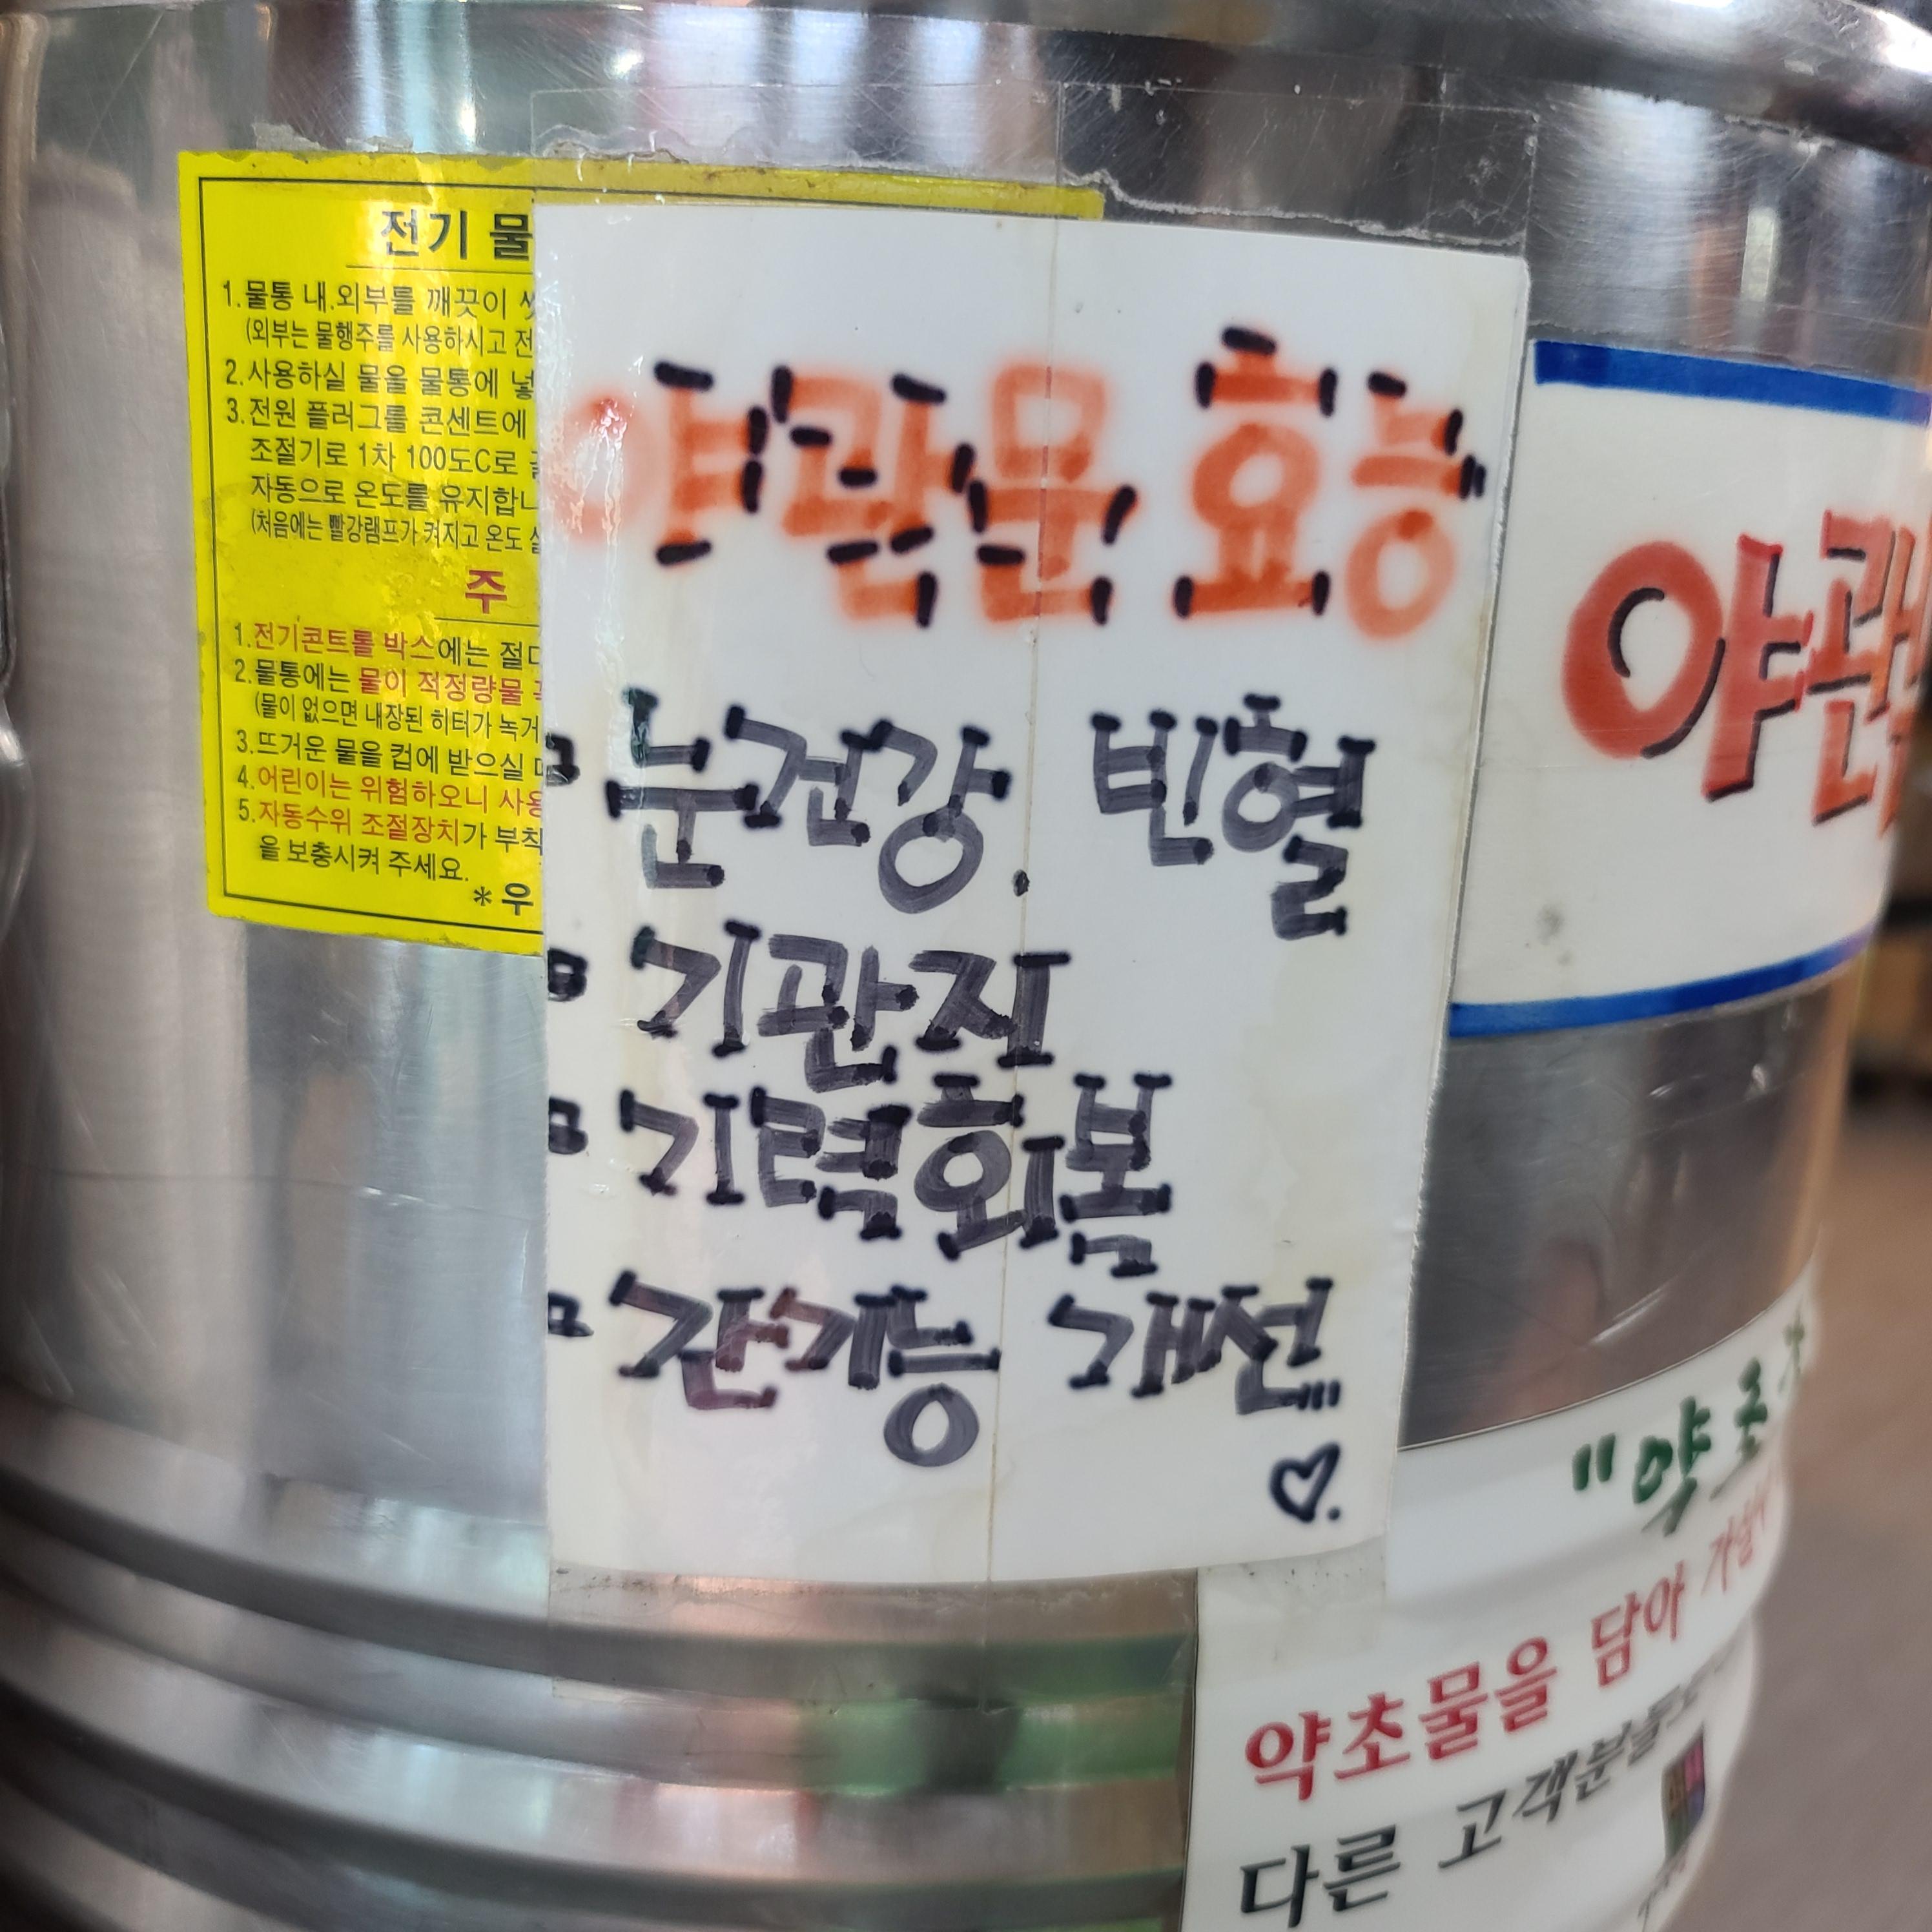 전기 물
1.물통 내.외부를 깨끗이
(외부는 물행주를 사용하시고 전
2.사용하실 물을 물통에 넣
3.전원 플러그를 콘센트에
조절기로 1차 100도C로
자동으로 온도를 유지합니
(처음에는 빨강램프가 켜지고 온도
주
1.전기콘트롤 박스에는 절대
2.물통에는 물이 적정량물
(물이 없으면 내장된 히터가 녹거
3.뜨거운 물을 컵에 받으실
4.어린이는 위험하오니 사용
5.자동수위 조절장치가 부착
을 보충시켜 주세요.
*우
야관문 효능
ㅁ 눈건강. 빈혈
ㅁ 기관지
ㅁ 기력회복
ㅁ 간기능 개선!!!
♡.
야관
"약초
약초물을 담아
다른 고객분들